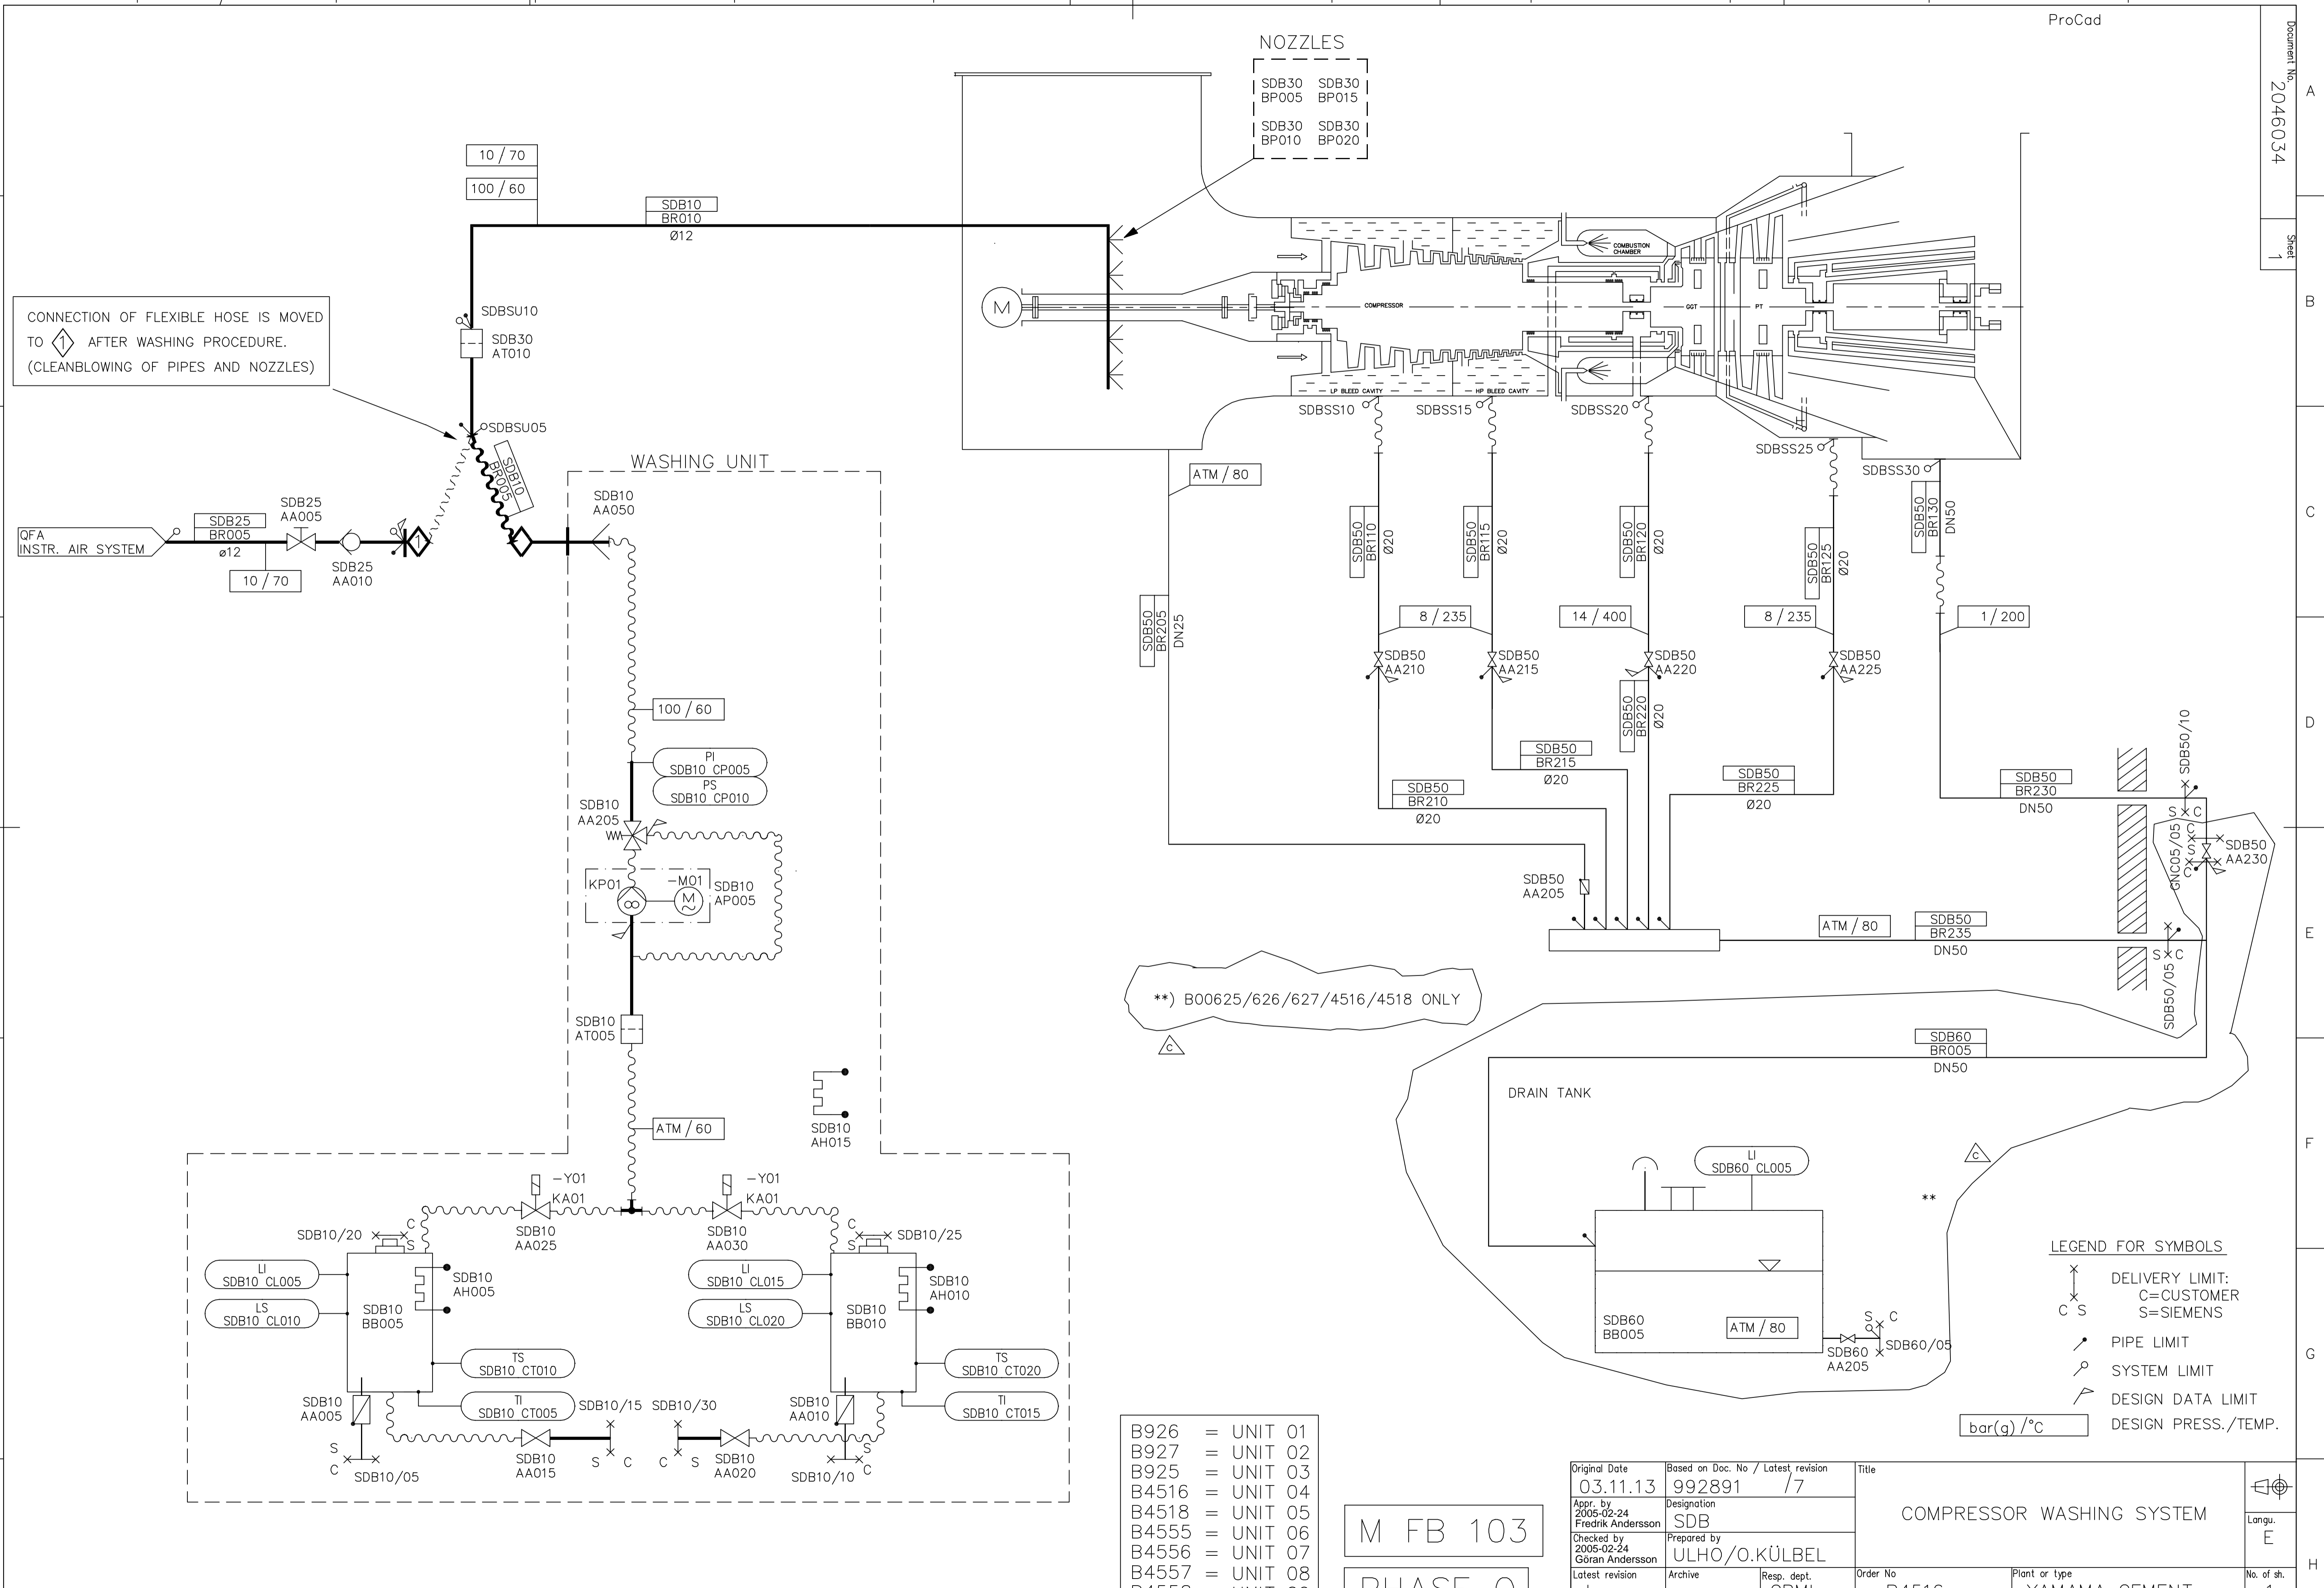 ProCad
Document No.
2046034
Sheet
1
A
B
C
D
E
F
G
H
NOZZLES
SDB30 SDB30
BP005 BP015
SDB30 SDB30
BP010 BP020
10 / 70
100 / 60
SDB10
BR010
Ø12
CONNECTION OF FLEXIBLE HOSE IS MOVED
TO 1 AFTER WASHING PROCEDURE.
(CLEANBLOWING OF PIPES AND NOZZLES)
SDBSU10
SDB30
AT010
SDBSU05
SDB10
BR005
M
COMPRESSOR
COMBUSTION
CHAMBER
GGT
PT
LP BLEED CAVITY
HP BLEED CAVITY
SDBSS10
SDBSS15
SDBSS20
SDBSS25
SDBSS30
WASHING UNIT
QFA
INSTR. AIR SYSTEM
SDB25
BR005
Ø12
10 / 70
SDB25
AA005
SDB25
AA010
1
SDB10
AA050
ATM / 80
SDB50
BR205
DN25
SDB50
BR110
Ø20
SDB50
BR115
Ø20
SDB50
BR120
Ø20
SDB50
BR125
Ø20
SDB50
BR130
DN50
8 / 235
14 / 400
8 / 235
1 / 200
SDB50
AA210
SDB50
AA215
SDB50
AA220
SDB50
AA225
SDB50
BR220
Ø20
100 / 60
PI
SDB10 CP005
PS
SDB10 CP010
SDB10
AA205
KP01
-M01
M
~
SDB10
AP005
SDB10
AT005
SDB50
BR215
Ø20
SDB50
BR210
Ø20
SDB50
BR225
Ø20
SDB50
BR230
DN50
SDB50/10
S C
C
S
C
GNC05/05
SDB50
AA230
SDB50
AA205
ATM / 80
SDB50
BR235
DN50
S C
SDB50/05
**) B00625/626/627/4516/4518 ONLY
C
SDB60
BR005
DN50
DRAIN TANK
LI
SDB60 CL005
C
**
SDB60
BB005
ATM / 80
SDB60
AA205
S C
SDB60/05
SDB10
AH015
ATM / 60
-Y01
KA01
SDB10
AA025
-Y01
KA01
SDB10
AA030
SDB10/20
C
S
C
S
SDB10/25
LI
SDB10 CL005
LS
SDB10 CL010
SDB10
BB005
SDB10
AH005
TS
SDB10 CT010
TI
SDB10 CT005
LI
SDB10 CL015
LS
SDB10 CL020
SDB10
BB010
SDB10
AH010
TS
SDB10 CT020
TI
SDB10 CT015
SDB10
AA005
S
C
SDB10/05
SDB10
AA015
SDB10/15
S C
SDB10/30
C S
SDB10
AA020
SDB10
AA010
S
C
SDB10/10
LEGEND FOR SYMBOLS
C S
DELIVERY LIMIT:
C=CUSTOMER
S=SIEMENS
PIPE LIMIT
SYSTEM LIMIT
DESIGN DATA LIMIT
bar(g) /°C
DESIGN PRESS./TEMP.
B926 = UNIT 01
B927 = UNIT 02
B925 = UNIT 03
B4516 = UNIT 04
B4518 = UNIT 05
B4555 = UNIT 06
B4556 = UNIT 07
B4557 = UNIT 08
M FB 103
Original Date
03.11.13
Based on Doc. No / Latest revision
992891 /7
Title
COMPRESSOR WASHING SYSTEM
Appr. by
2005-02-24
Fredrik Andersson
Designation
SDB
Checked by
2005-02-24
Göran Andersson
Prepared by
ULHO/O.KÜLBEL
Langu.
E
Latest revision
Archive
Resp. dept.
Order No
Plant or type
No. of sh.